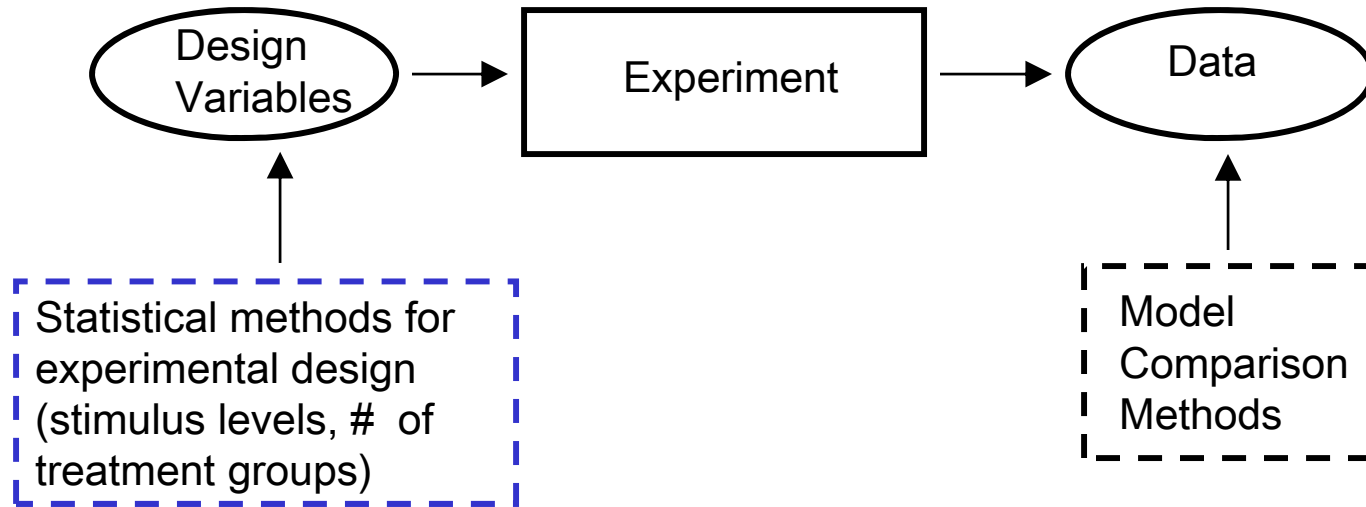 Design
Variables
Experiment
Data
Statistical methods for
experimental design
(stimulus levels, # of
treatment groups)
Model
Comparison
Methods